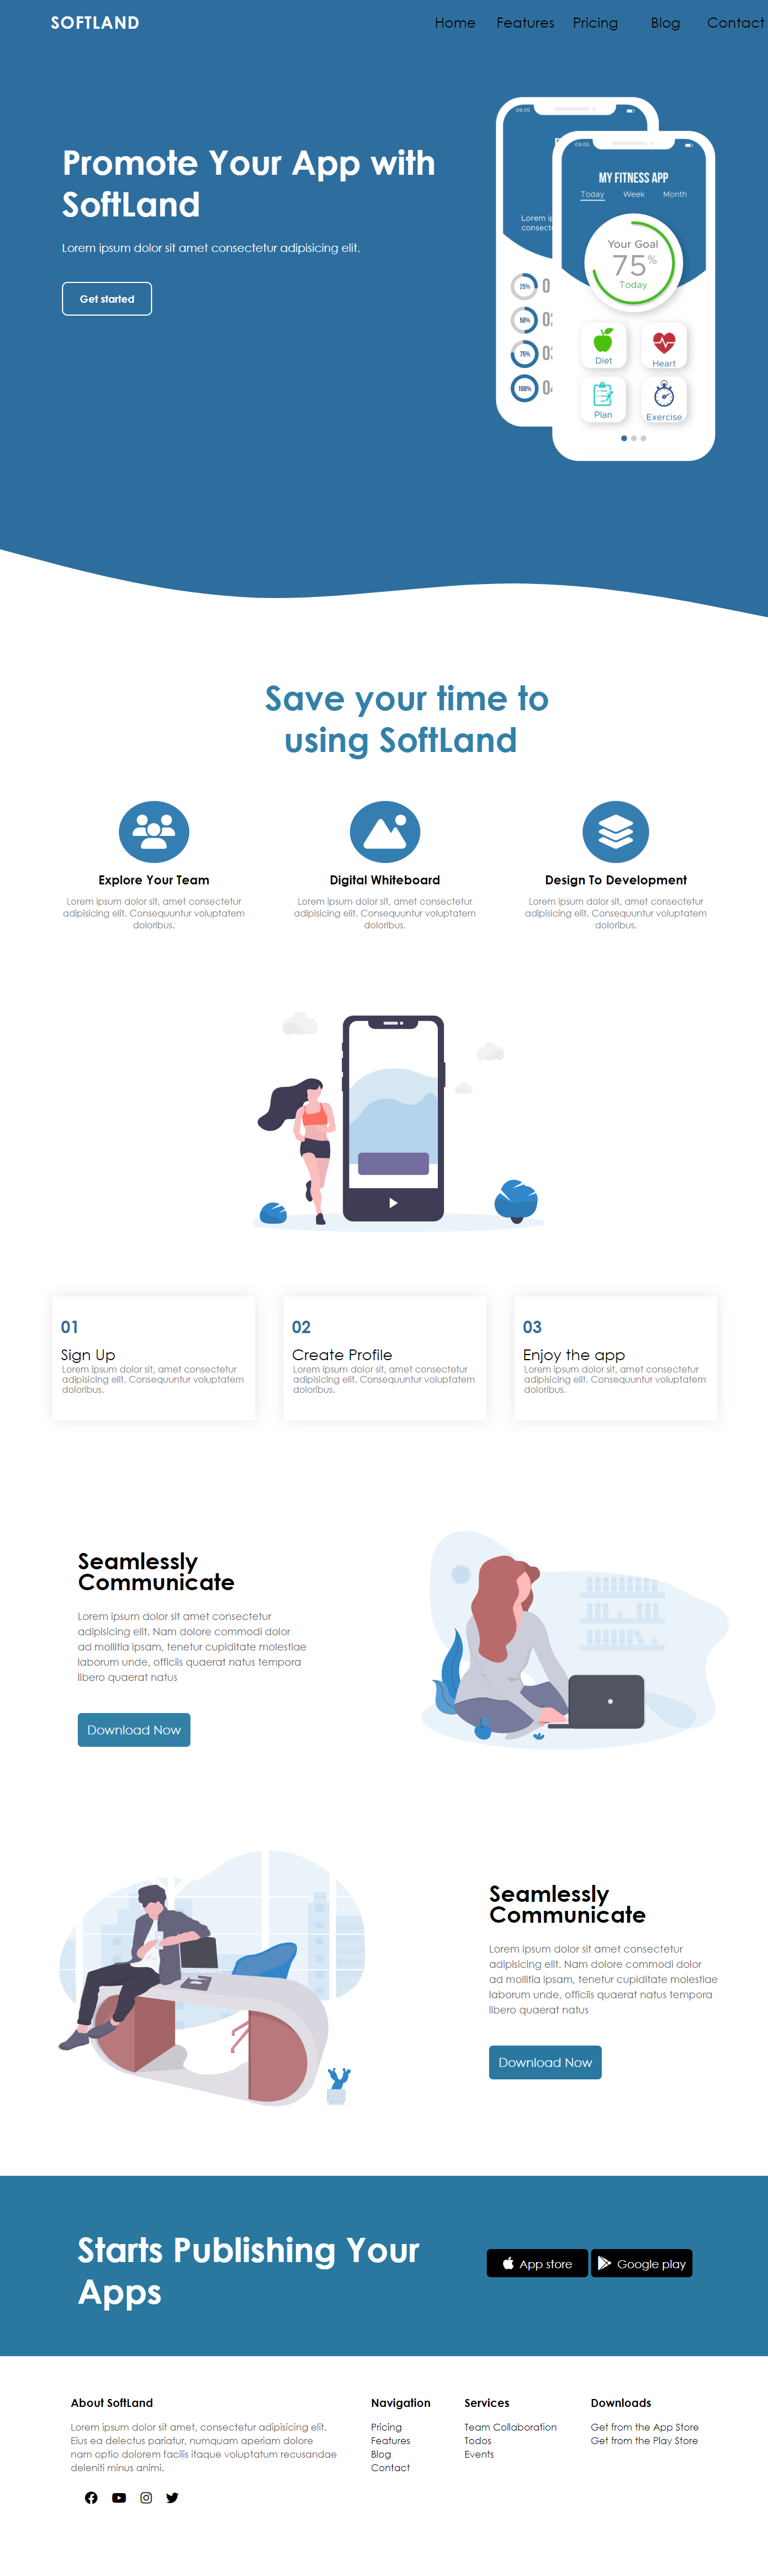 SOFTLAND
Home Features Pricing Blog Contact
Promote Your App with
SoftLand
Lorem ipsum dolor sit amet consectetur adipisicing elit.
Get started
09:05
Lorem ip
consect
25%
50%
75%
100%
09:05
MY FITNESS APP
Today Week Month
Your Goal
75%
Today
Diet
Heart
Plan
Exercise
Save your time to
using SoftLand
Explore Your Team
Lorem ipsum dolor sit, amet consectetur
adipisicing elit. Consequuntur voluptatem
doloribus.
Digital Whiteboard
Lorem ipsum dolor sit, amet consectetur
adipisicing elit. Consequuntur voluptatem
doloribus.
Design To Development
Lorem ipsum dolor sit, amet consectetur
adipisicing elit. Consequuntur voluptatem
doloribus.
01
Sign Up
Lorem ipsum dolor sit, amet consectetur
adipisicing elit. Consequuntur voluptatem
doloribus.
02
Create Profile
Lorem ipsum dolor sit, amet consectetur
adipisicing elit. Consequuntur voluptatem
doloribus.
03
Enjoy the app
Lorem ipsum dolor sit, amet consectetur
adipisicing elit. Consequuntur voluptatem
doloribus.
Seamlessly
Communicate
Lorem ipsum dolor sit amet consectetur
adipisicing elit. Nam dolore commodi dolor
ad mollitia ipsam, tenetur cupiditate molestiae
laborum unde, officiis quaerat natus tempora
libero quaerat natus
Download Now
Seamlessly
Communicate
Lorem ipsum dolor sit amet consectetur
adipisicing elit. Nam dolore commodi dolor
ad mollitia ipsam, tenetur cupiditate molestiae
laborum unde, officiis quaerat natus tempora
libero quaerat natus
Download Now
Starts Publishing Your
Apps
App store
Google play
About SoftLand
Lorem ipsum dolor sit amet, consectetur adipisicing elit.
Eius ea delectus pariatur, numquam aperiam dolore
nam optio dolorem facilis itaque voluptatum recusandae
deleniti minus animi.
Navigation
Pricing
Features
Blog
Contact
Services
Team Collaboration
Todos
Events
Downloads
Get from the App Store
Get from the Play Store